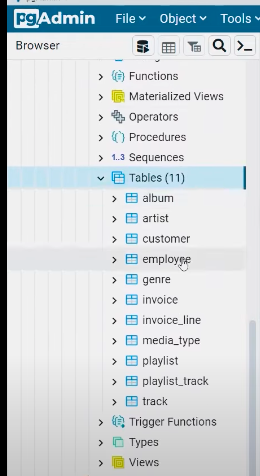 pgAdmin File Object Tools
Browser
Functions
Materialized Views
Operators
Procedures
1..3 Sequences
Tables (11)
album
artist
customer
employee
genre
invoice
invoice_line
media_type
playlist
playlist_track
track
Trigger Functions
Types
Views